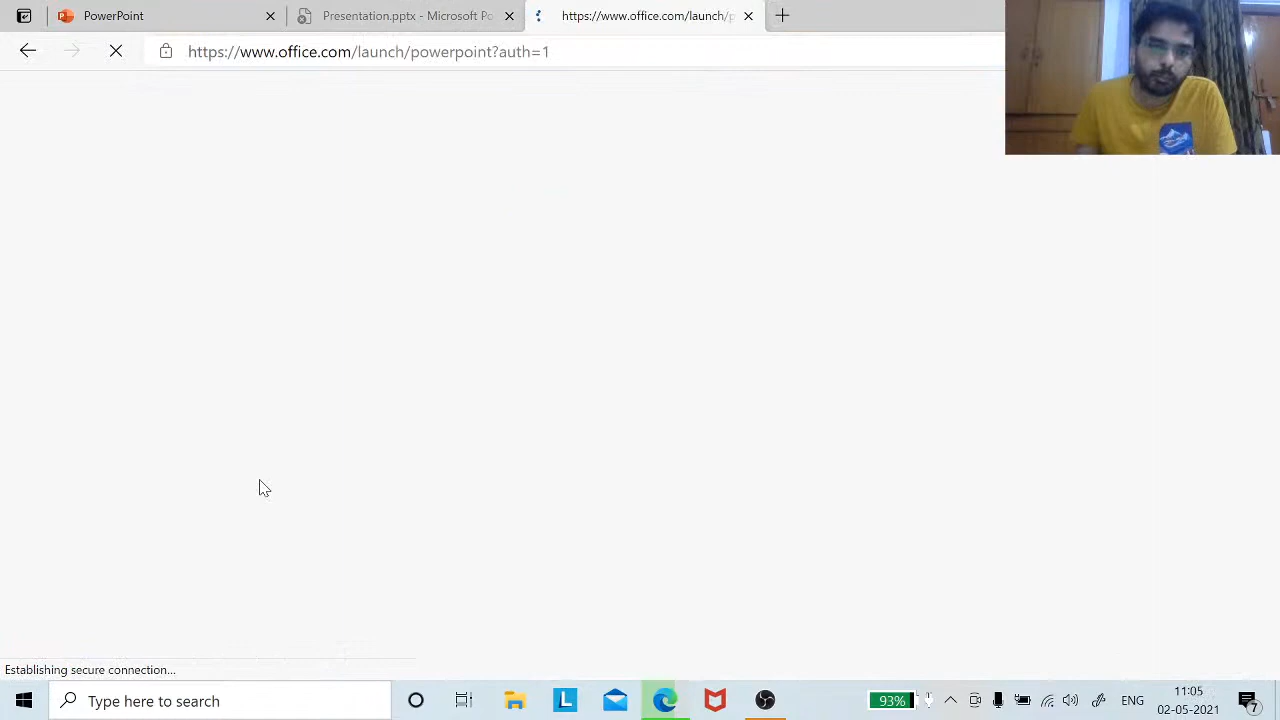 PowerPoint
Presentation.pptx - Microsoft Po
https://www.office.com/launch/p
https://www.office.com/launch/powerpoint?auth=1
Establishing secure connection...
Type here to search
L
93%
ENG
11:05
02-05-2021
7